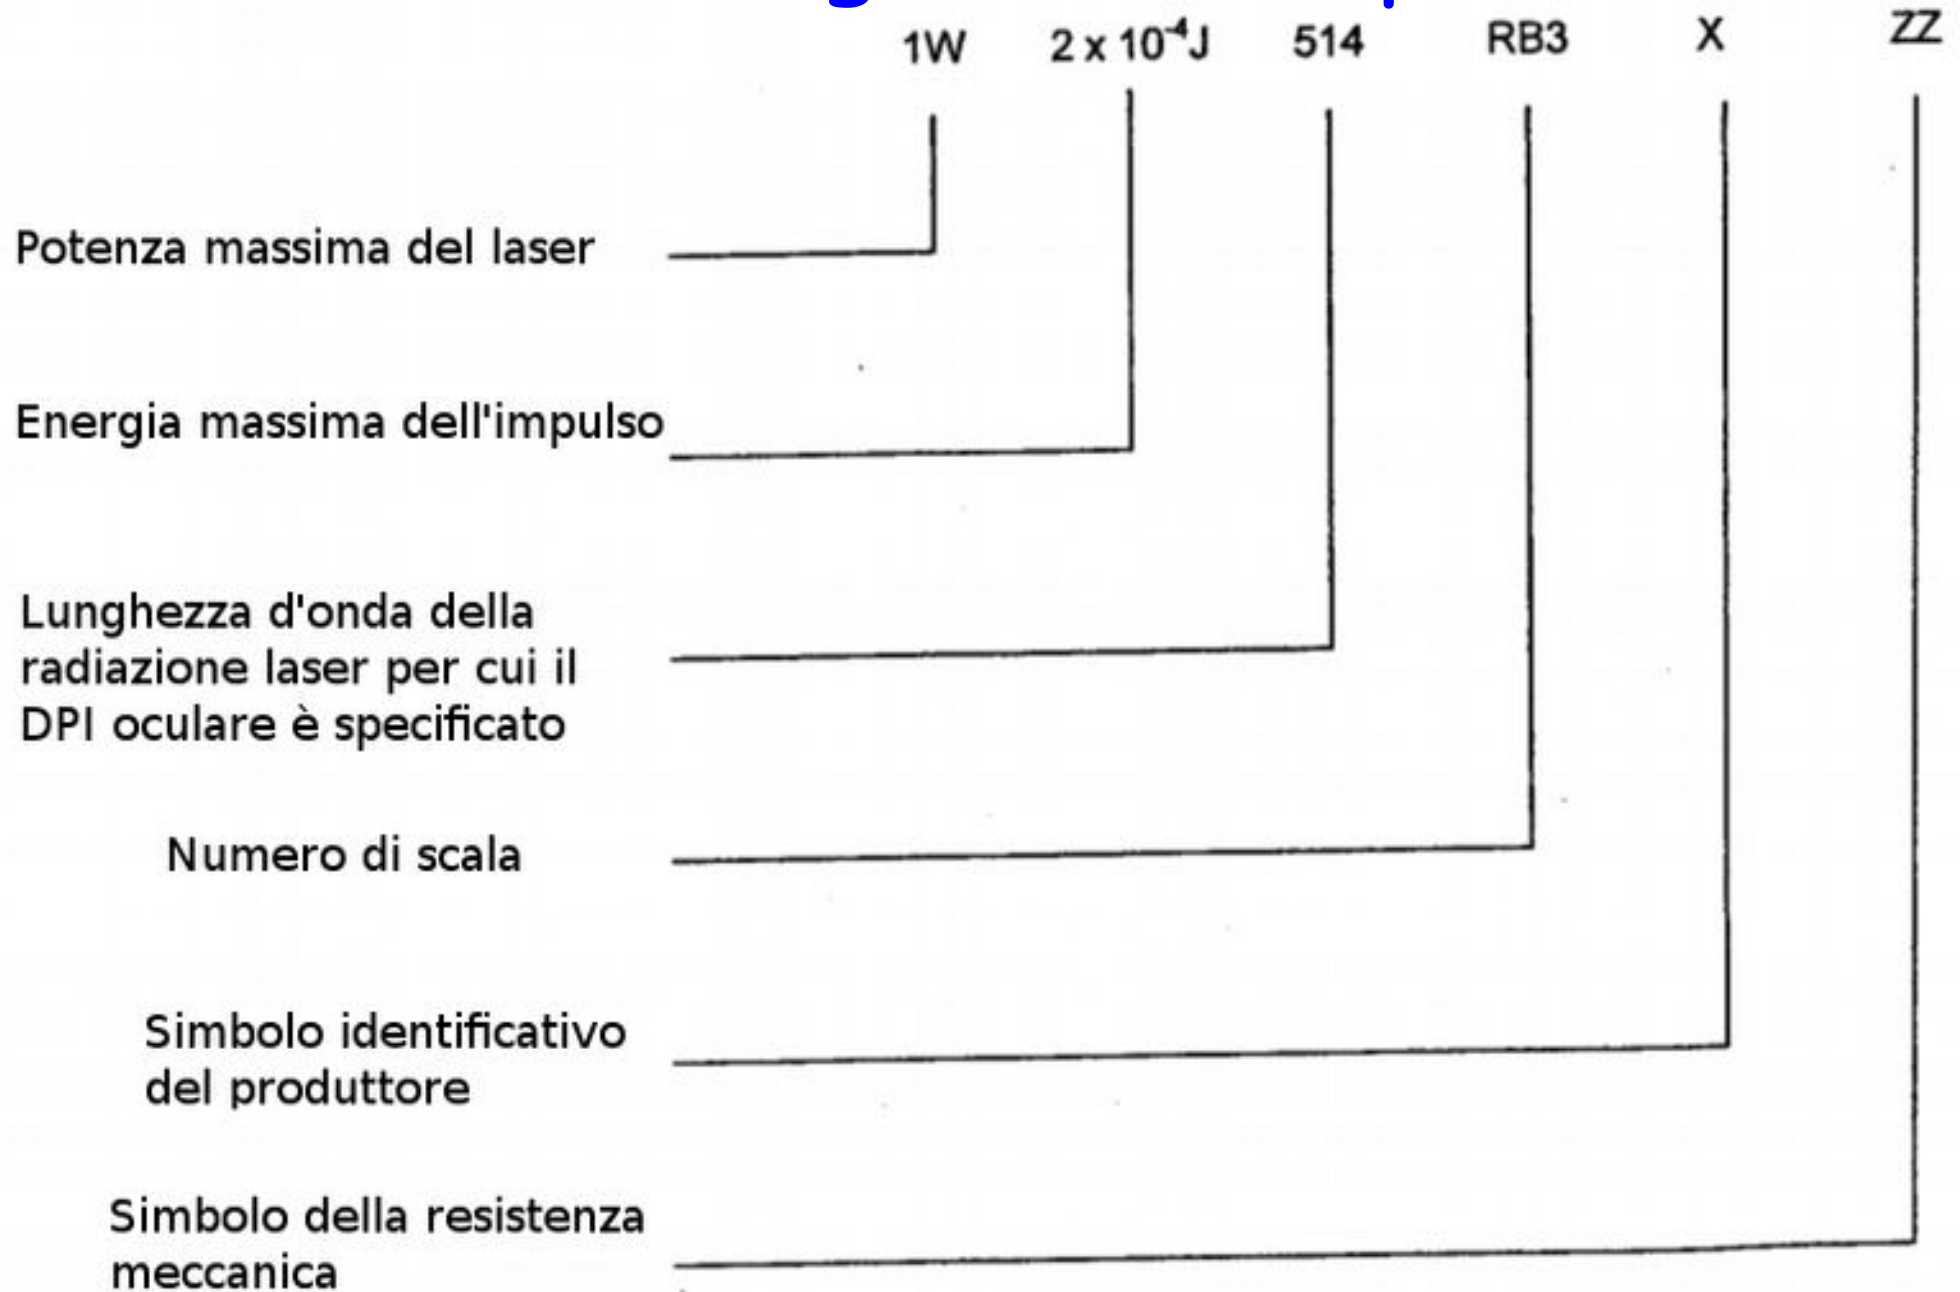 1W 2 x 10⁻⁴J 514 RB3 X ZZ
Potenza massima del laser
Energia massima dell'impulso
Lunghezza d'onda della
radiazione laser per cui il
DPI oculare è specificato
Numero di scala
Simbolo identificativo
del produttore
Simbolo della resistenza
meccanica